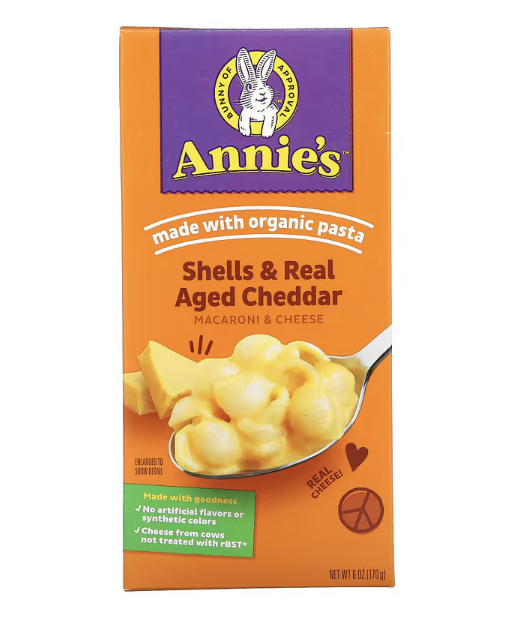 BUNNY OF APPROVAL
Annie's™
made with organic pasta
Shells & Real
Aged Cheddar
MACARONI & CHEESE
ENLARGED TO
SHOW DETAIL
REAL
CHEESE!
Made with goodness
✓No artificial flavors or
synthetic colors
✓Cheese from cows
not treated with rBST*
NET WT 6 OZ (170g)